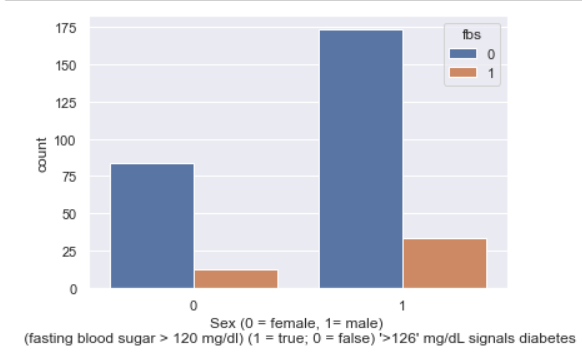 175
150
125
100
75
50
25
0
count
fbs
0
1
0 1
Sex (0 = female, 1= male)
(fasting blood sugar > 120 mg/dl) (1 = true; 0 = false) '>126' mg/dL signals diabetes